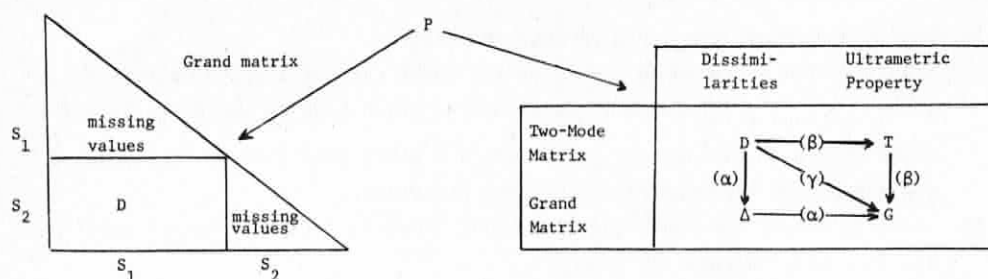 P
Grand matrix
missing
values
S1
S2
D
missing
values
S1
S2
Dissimi-
larities
Ultrametric
Property
Two-Mode
Matrix
D (β) T
(α) (γ) (β)
Grand
Matrix
Δ (α) G